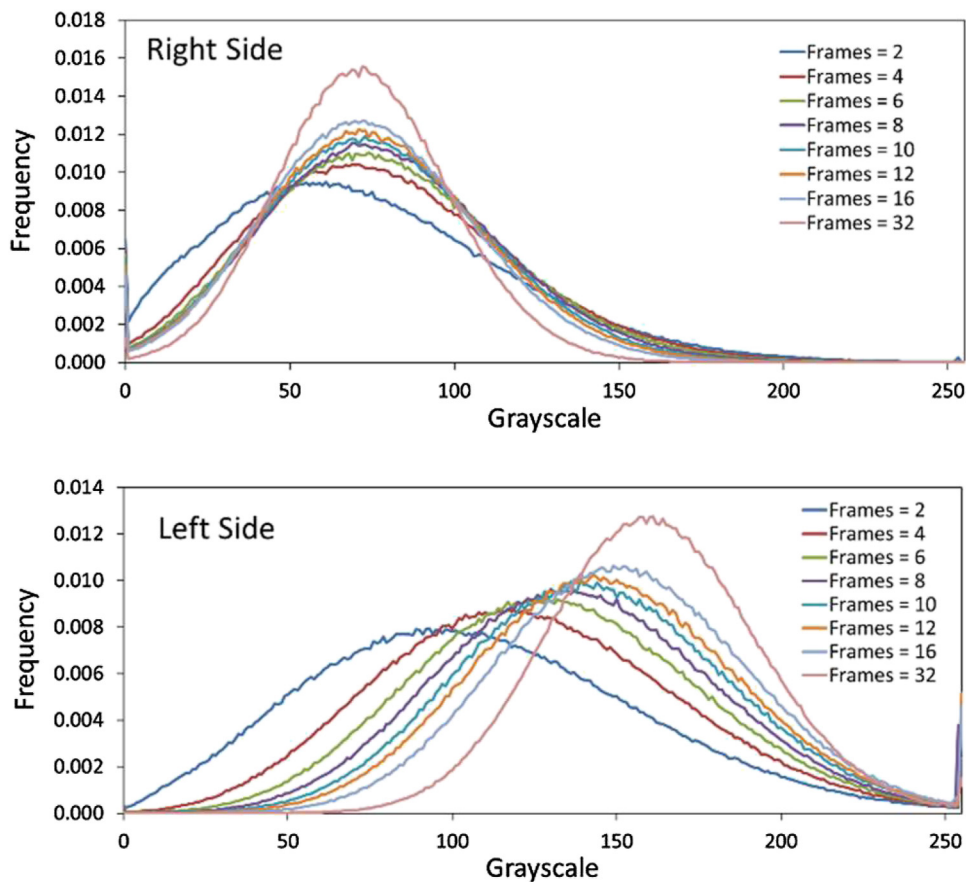 0.018
0.016
0.014
0.012
0.010
0.008
0.006
0.004
0.002
0.000
Frequency
Right Side
Frames = 2
Frames = 4
Frames = 6
Frames = 8
Frames = 10
Frames = 12
Frames = 16
Frames = 32
0 50 100 150 200 250
Grayscale
0.014
0.012
0.010
0.008
0.006
0.004
0.002
0.000
Frequency
Left Side
Frames = 2
Frames = 4
Frames = 6
Frames = 8
Frames = 10
Frames = 12
Frames = 16
Frames = 32
0 50 100 150 200 250
Grayscale